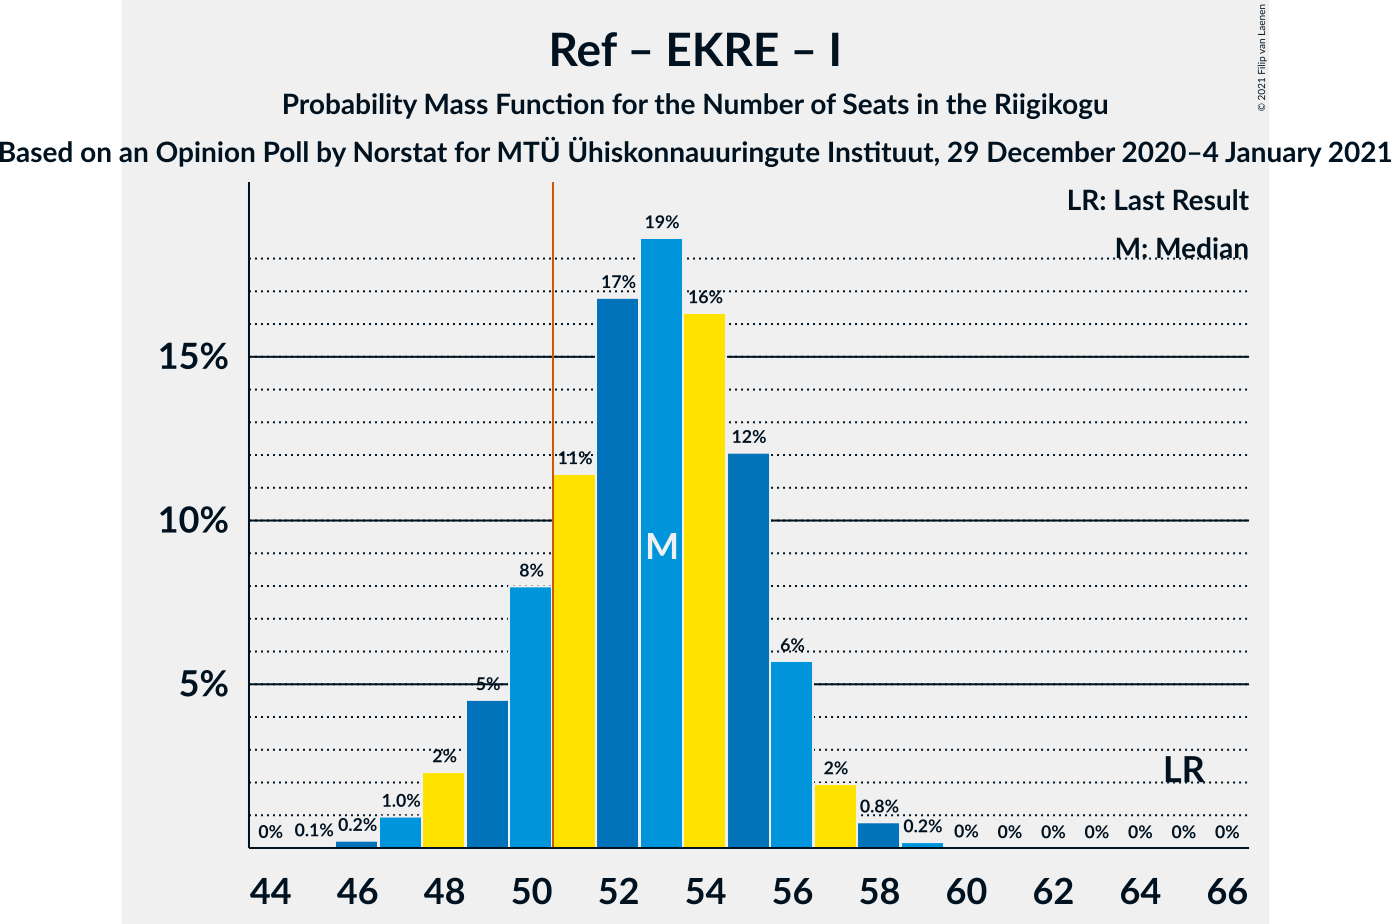 Ref – EKRE – I
Probability Mass Function for the Number of Seats in the Riigikogu
Based on an Opinion Poll by Norstat for MTÜ Ühiskonnauuringute Instituut, 29 December 2020–4 January 2021
© 2021 Filip van Laenen
LR: Last Result
M: Median
19%
17%
16%
15%
12%
11%
10%
M
8%
6%
5%
5%
2%
2%
LR
1.0%
0.8%
0% 0.1% 0.2% 0.2% 0% 0% 0% 0% 0% 0% 0%
44 46 48 50 52 54 56 58 60 62 64 66